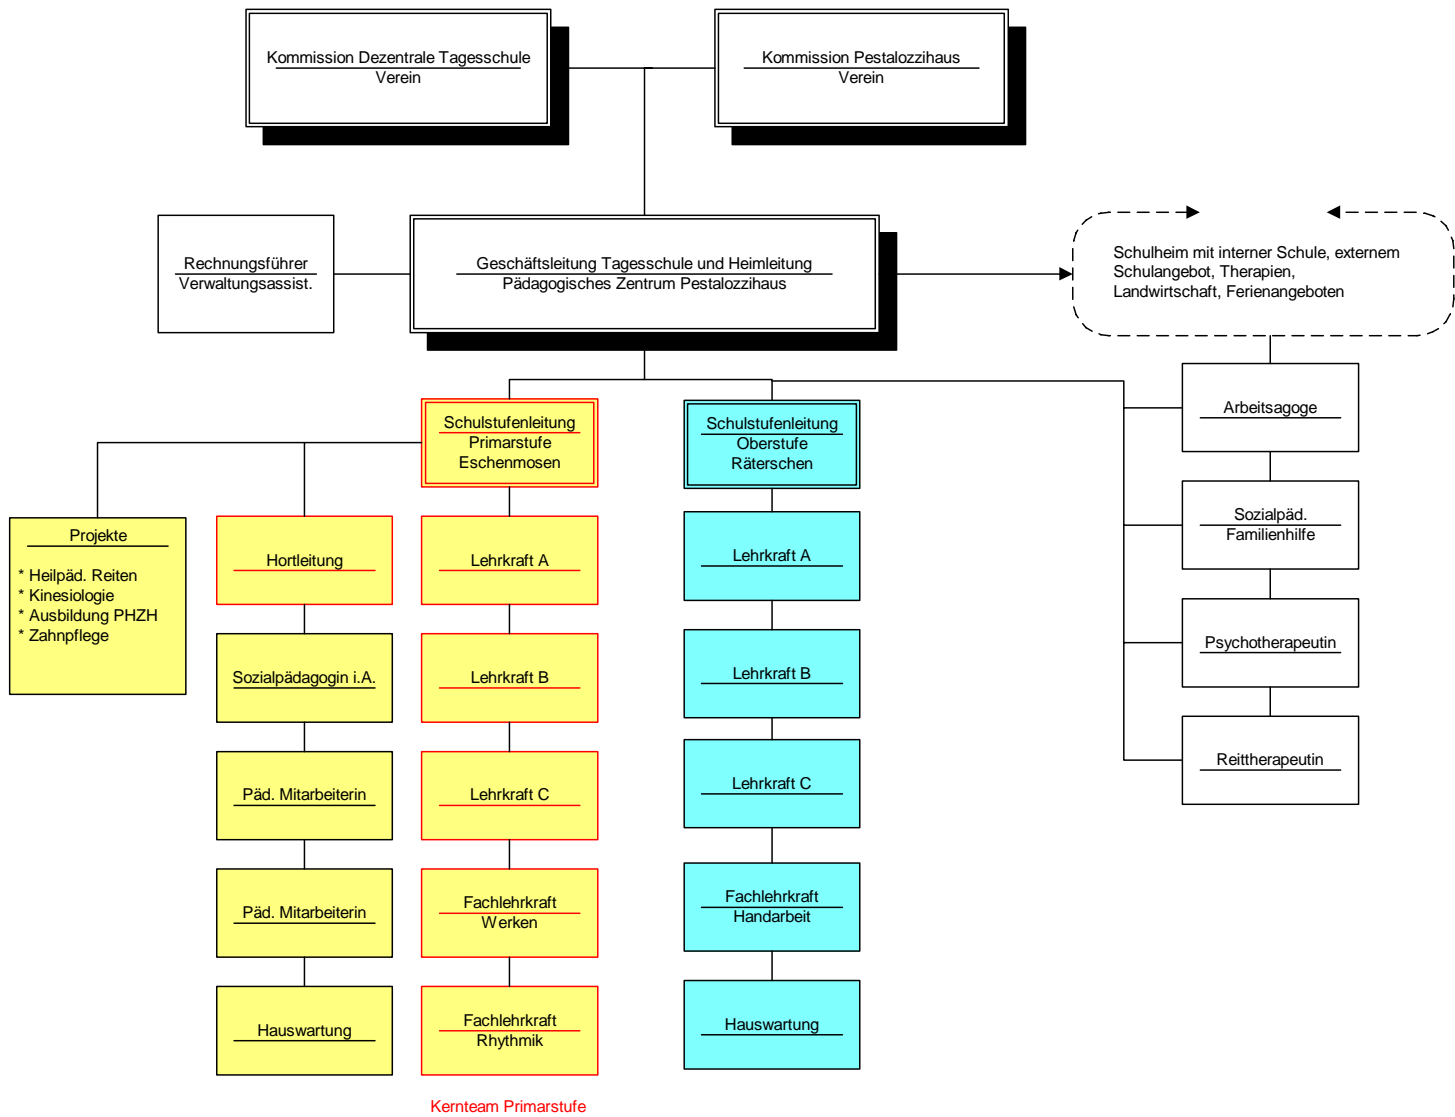 Kommission Dezentrale Tagesschule
Verein
Kommission Pestalozzihaus
Verein
Rechnungsführer
Verwaltungsassist.
Geschäftsleitung Tagesschule und Heimleitung
Pädagogisches Zentrum Pestalozzihaus
Schulheim mit interner Schule, externem
Schulangebot, Therapien,
Landwirtschaft, Ferienangeboten
Schulstufenleitung
Primarstufe
Eschenmosen
Schulstufenleitung
Oberstufe
Räterschen
Arbeitsagoge
Sozialpäd.
Familienhilfe
Psychotherapeutin
Reittherapeutin
Projekte
* Heilpäd. Reiten
* Kinesiologie
* Ausbildung PHZH
* Zahnpflege
Hortleitung
Sozialpädagogin i.A.
Päd. Mitarbeiterin
Päd. Mitarbeiterin
Hauswartung
Lehrkraft A
Lehrkraft B
Lehrkraft C
Fachlehrkraft
Werken
Fachlehrkraft
Rhythmik
Lehrkraft A
Lehrkraft B
Lehrkraft C
Fachlehrkraft
Handarbeit
Hauswartung
Kernteam Primarstufe